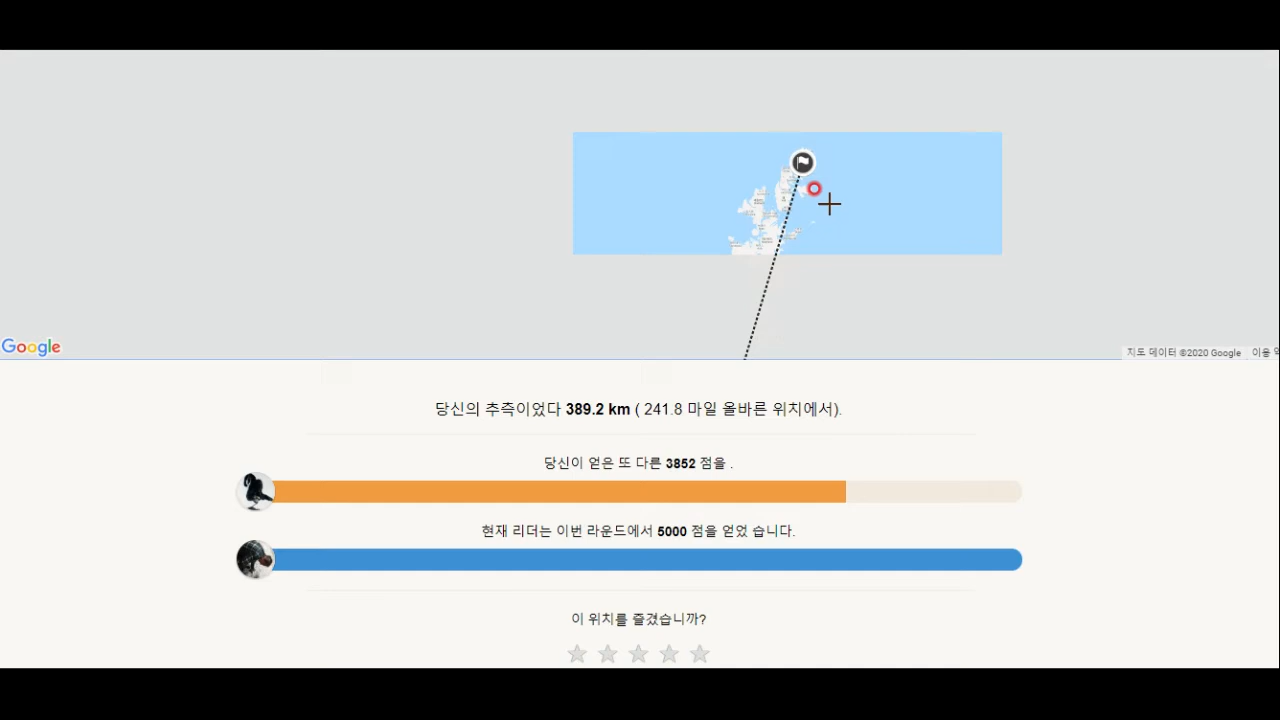 Google
지도 데이터 ©2020 Google
이용
당신의 추측이었다 389.2 km ( 241.8 마일 올바른 위치에서).
당신이 얻은 또 다른 3852 점을 .
현재 리더는 이번 라운드에서 5000 점을 얻었 습니다.
이 위치를 즐겼습니까?